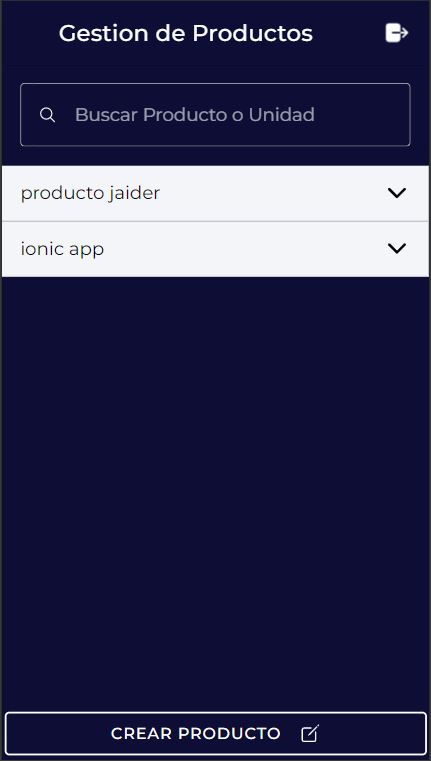 Gestion de Productos
Buscar Producto o Unidad
producto jaider
ionic app
CREAR PRODUCTO